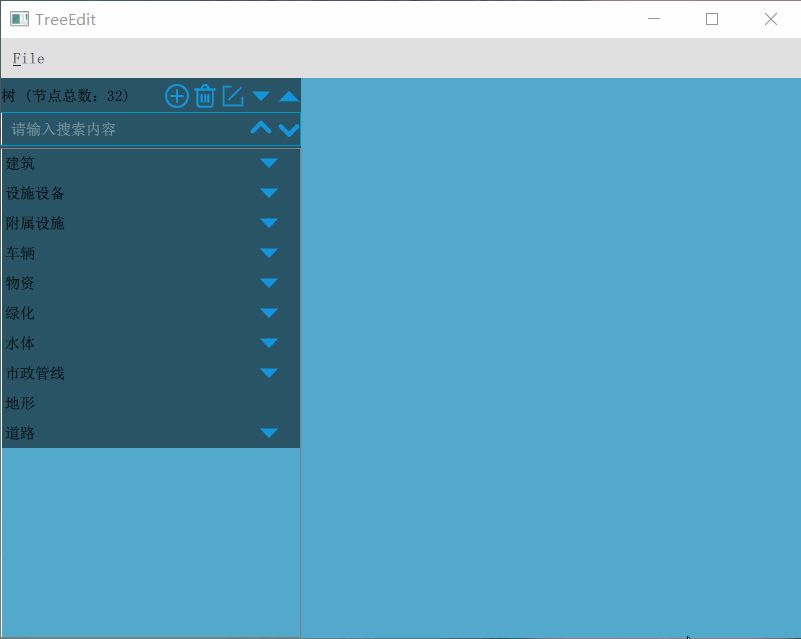 TreeEdit
File
树 (节点总数: 32)
请输入搜索内容
建筑
设施设备
附属设施
车辆
物资
绿化
水体
市政管线
地形
道路